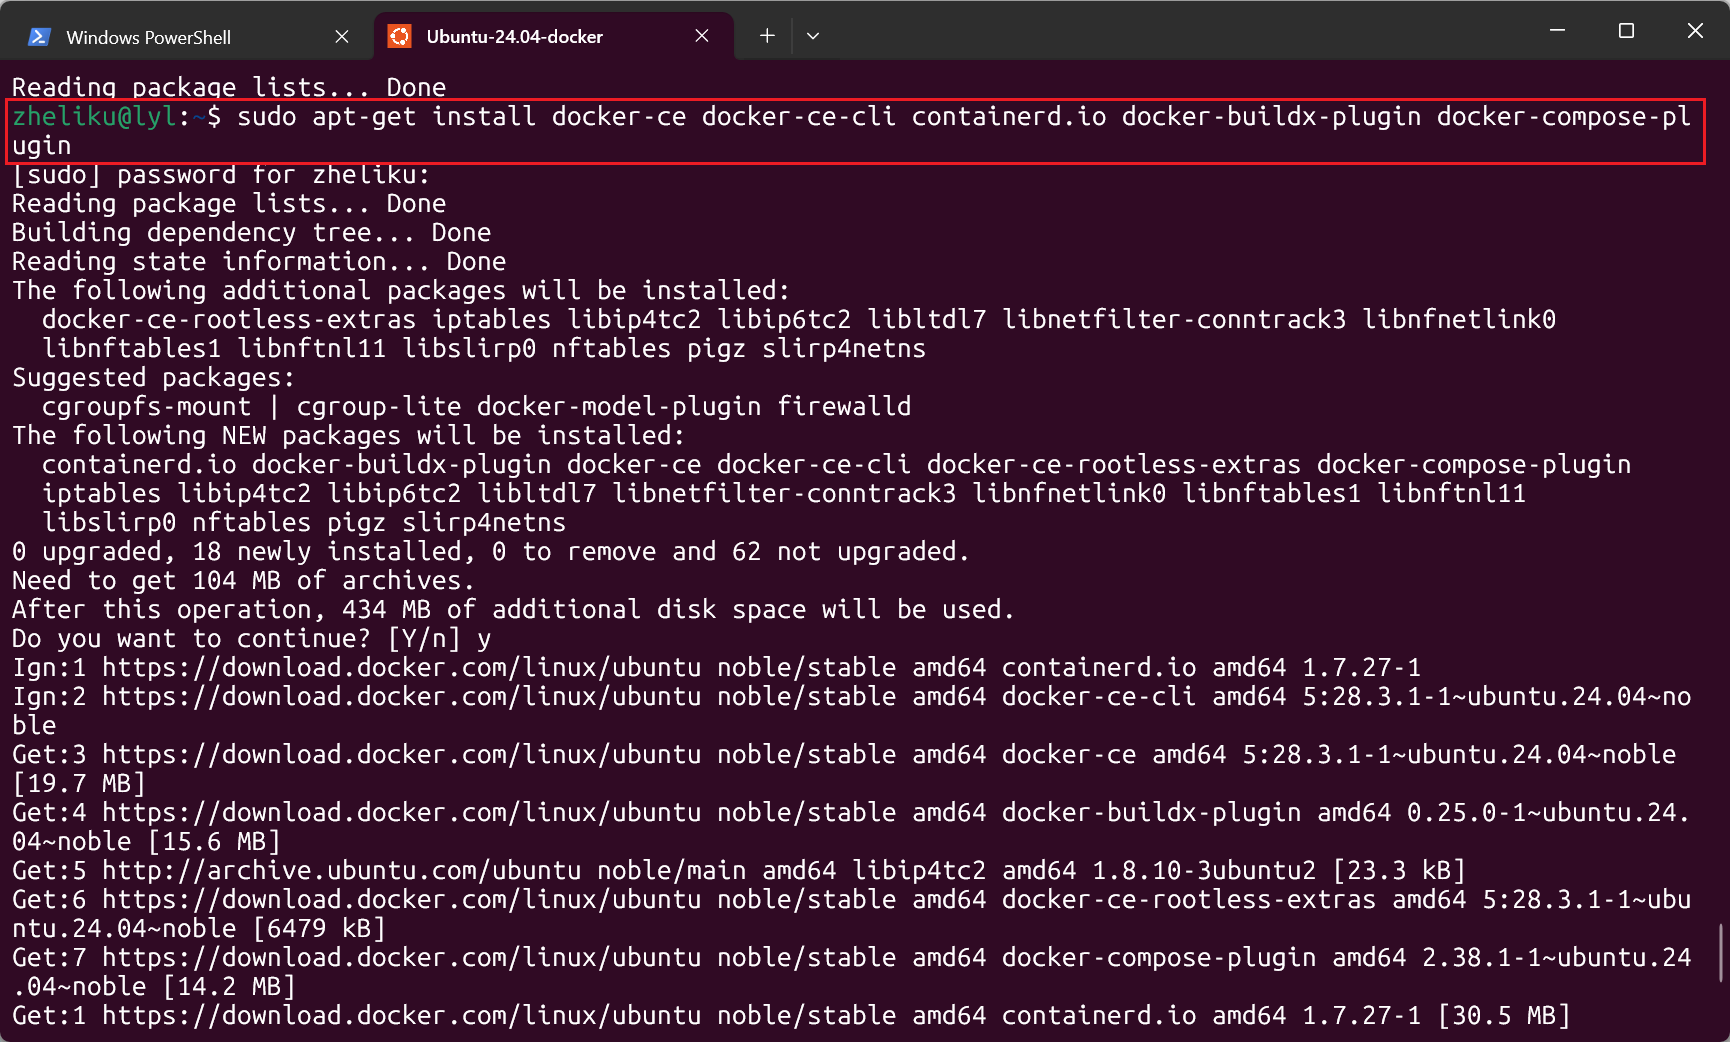 Windows PowerShell
Ubuntu-24.04-docker
Reading package lists... Done
zheliku@lyl:~$ sudo apt-get install docker-ce docker-ce-cli containerd.io docker-buildx-plugin docker-compose-pl
ugin
[sudo] password for zheliku:
Reading package lists... Done
Building dependency tree... Done
Reading state information... Done
The following additional packages will be installed:
  docker-ce-rootless-extras iptables libip4tc2 libip6tc2 libltdl7 libnetfilter-conntrack3 libnfnetlink0
  libnftables1 libnftnl11 libslirp0 nftables pigz slirp4netns
Suggested packages:
  cgroupfs-mount | cgroup-lite docker-model-plugin firewalld
The following NEW packages will be installed:
  containerd.io docker-buildx-plugin docker-ce docker-ce-cli docker-ce-rootless-extras docker-compose-plugin
  iptables libip4tc2 libip6tc2 libltdl7 libnetfilter-conntrack3 libnfnetlink0 libnftables1 libnftnl11
  libslirp0 nftables pigz slirp4netns
0 upgraded, 18 newly installed, 0 to remove and 62 not upgraded.
Need to get 104 MB of archives.
After this operation, 434 MB of additional disk space will be used.
Do you want to continue? [Y/n] y
Ign:1 https://download.docker.com/linux/ubuntu noble/stable amd64 containerd.io amd64 1.7.27-1
Ign:2 https://download.docker.com/linux/ubuntu noble/stable amd64 docker-ce-cli amd64 5:28.3.1-1~ubuntu.24.04~no
ble
Get:3 https://download.docker.com/linux/ubuntu noble/stable amd64 docker-ce amd64 5:28.3.1-1~ubuntu.24.04~noble
[19.7 MB]
Get:4 https://download.docker.com/linux/ubuntu noble/stable amd64 docker-buildx-plugin amd64 0.25.0-1~ubuntu.24.
04~noble [15.6 MB]
Get:5 http://archive.ubuntu.com/ubuntu noble/main amd64 libip4tc2 amd64 1.8.10-3ubuntu2 [23.3 kB]
Get:6 https://download.docker.com/linux/ubuntu noble/stable amd64 docker-ce-rootless-extras amd64 5:28.3.1-1~ubu
ntu.24.04~noble [6479 kB]
Get:7 https://download.docker.com/linux/ubuntu noble/stable amd64 docker-compose-plugin amd64 2.38.1-1~ubuntu.24
.04~noble [14.2 MB]
Get:1 https://download.docker.com/linux/ubuntu noble/stable amd64 containerd.io amd64 1.7.27-1 [30.5 MB]